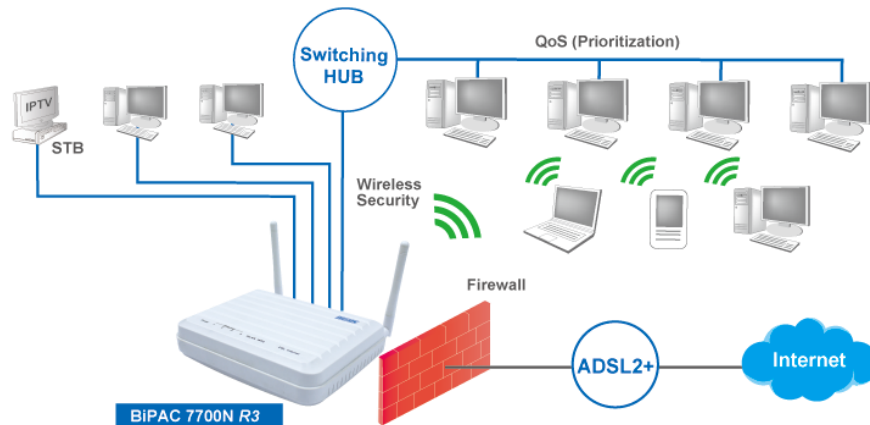 Switching
HUB
QoS (Prioritization)
IPTV
STB
Wireless
Security
Firewall
ADSL2+
Internet
BiPAC 7700N R3